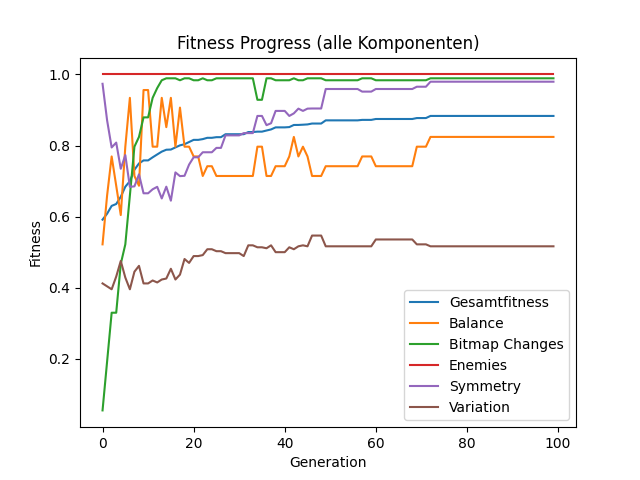 Fitness Progress (alle Komponenten)
1.0
0.8
0.6
0.4
0.2
Fitness
0 20 40 60 80 100
Generation
Gesamtfitness
Balance
Bitmap Changes
Enemies
Symmetry
Variation